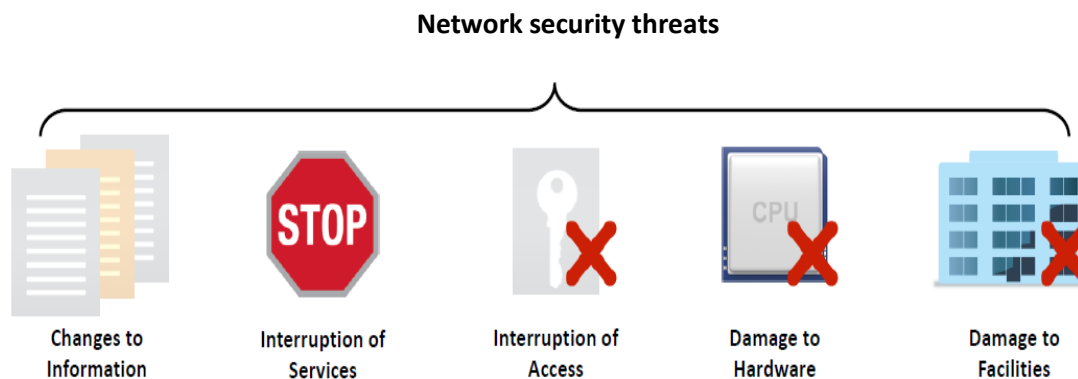 Network security threats
STOP
CPU
Changes to
Information
Interruption of
Services
Interruption of
Access
Damage to
Hardware
Damage to
Facilities